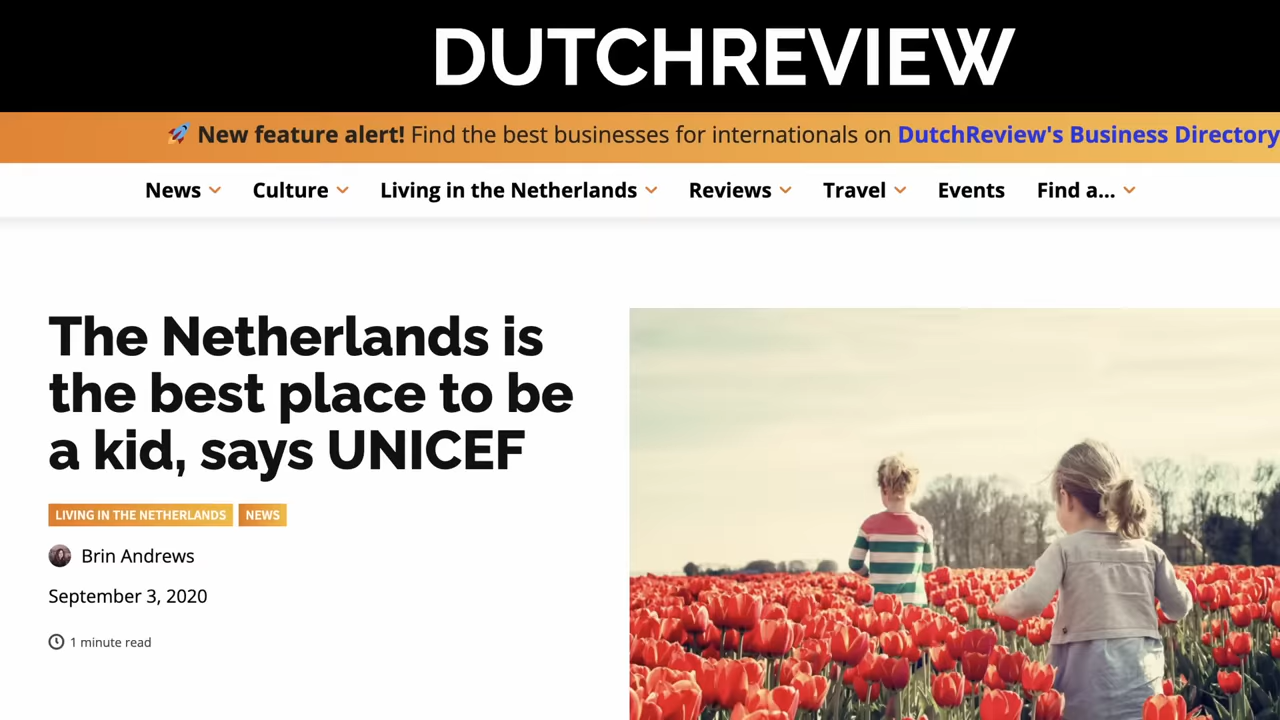 DUTCHREVIEW
🚀 New feature alert! Find the best businesses for internationals on DutchReview's Business Directory
News Culture Living in the Netherlands Reviews Travel Events Find a...
The Netherlands is
the best place to be
a kid, says UNICEF
LIVING IN THE NETHERLANDS NEWS
Brin Andrews
September 3, 2020
1 minute read